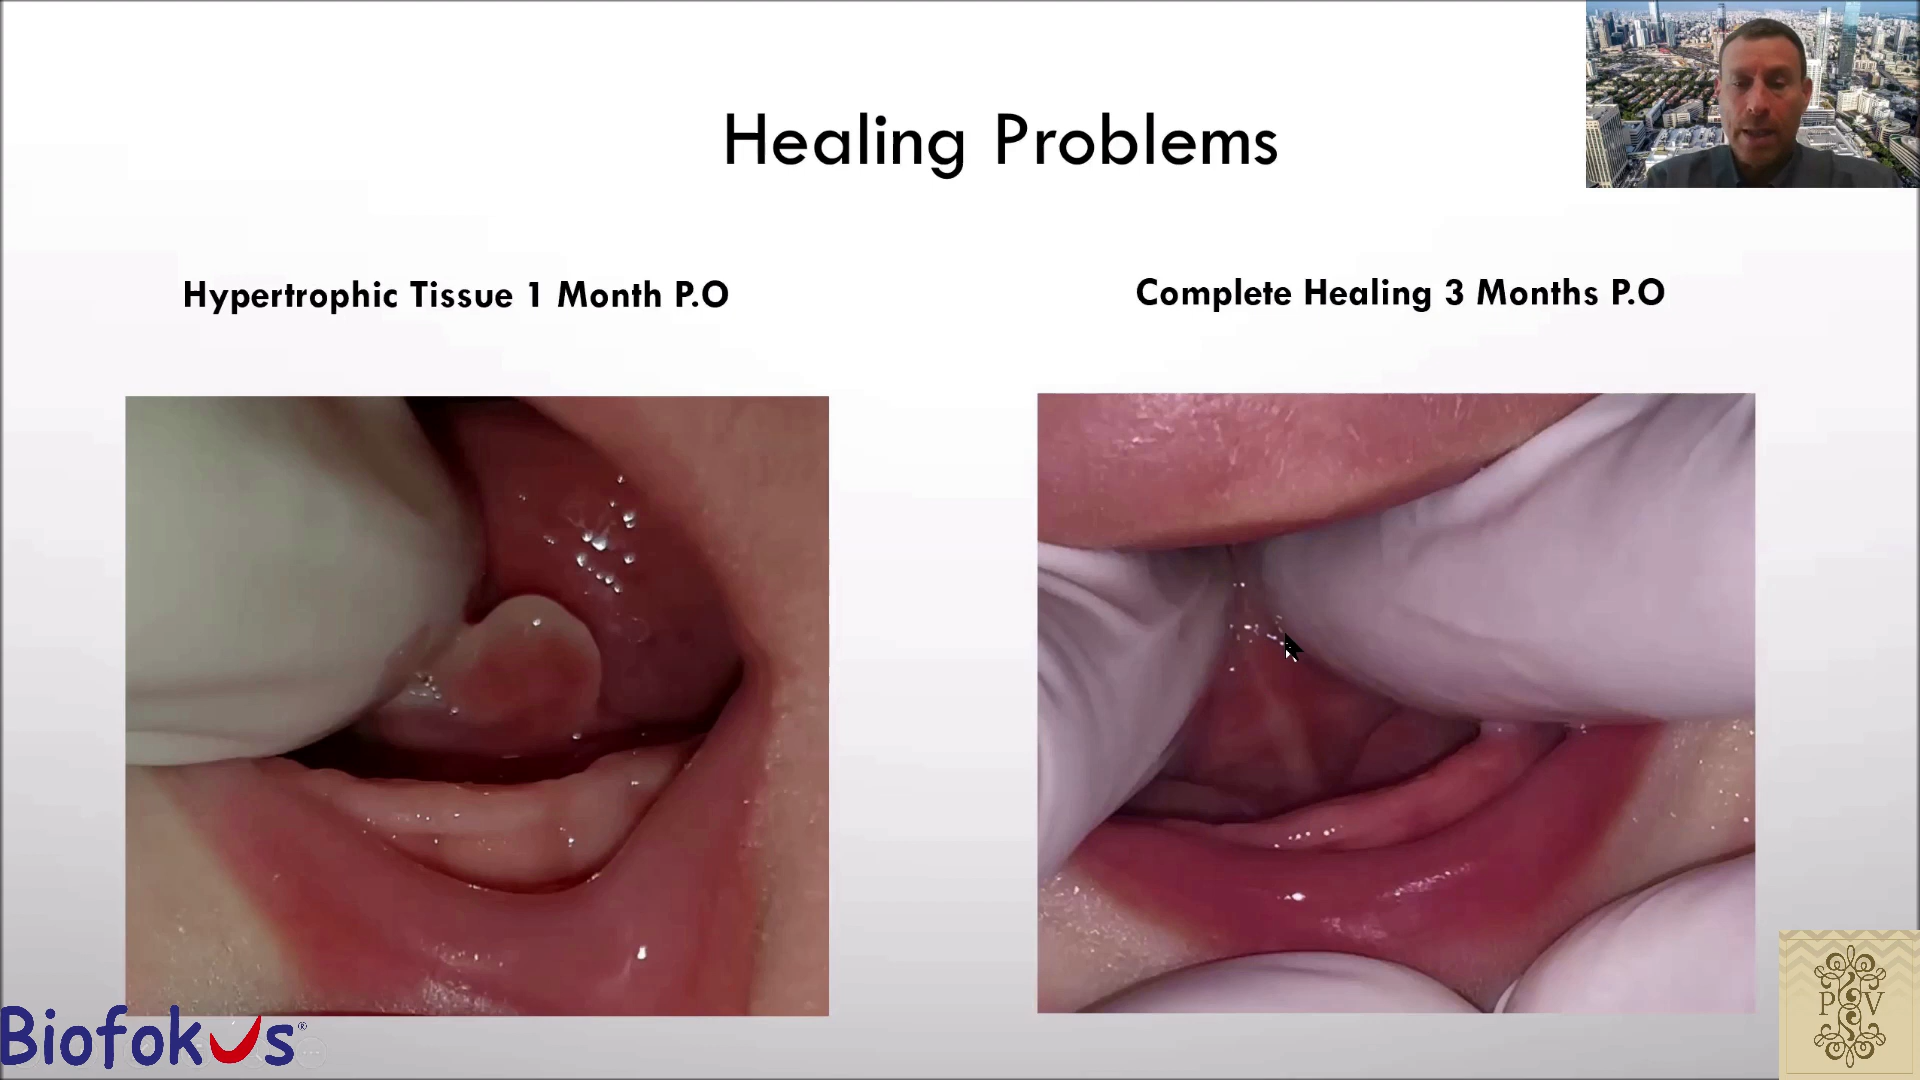 Healing Problems
Hypertrophic Tissue 1 Month P.O
Complete Healing 3 Months P.O
Biofokus®
P V